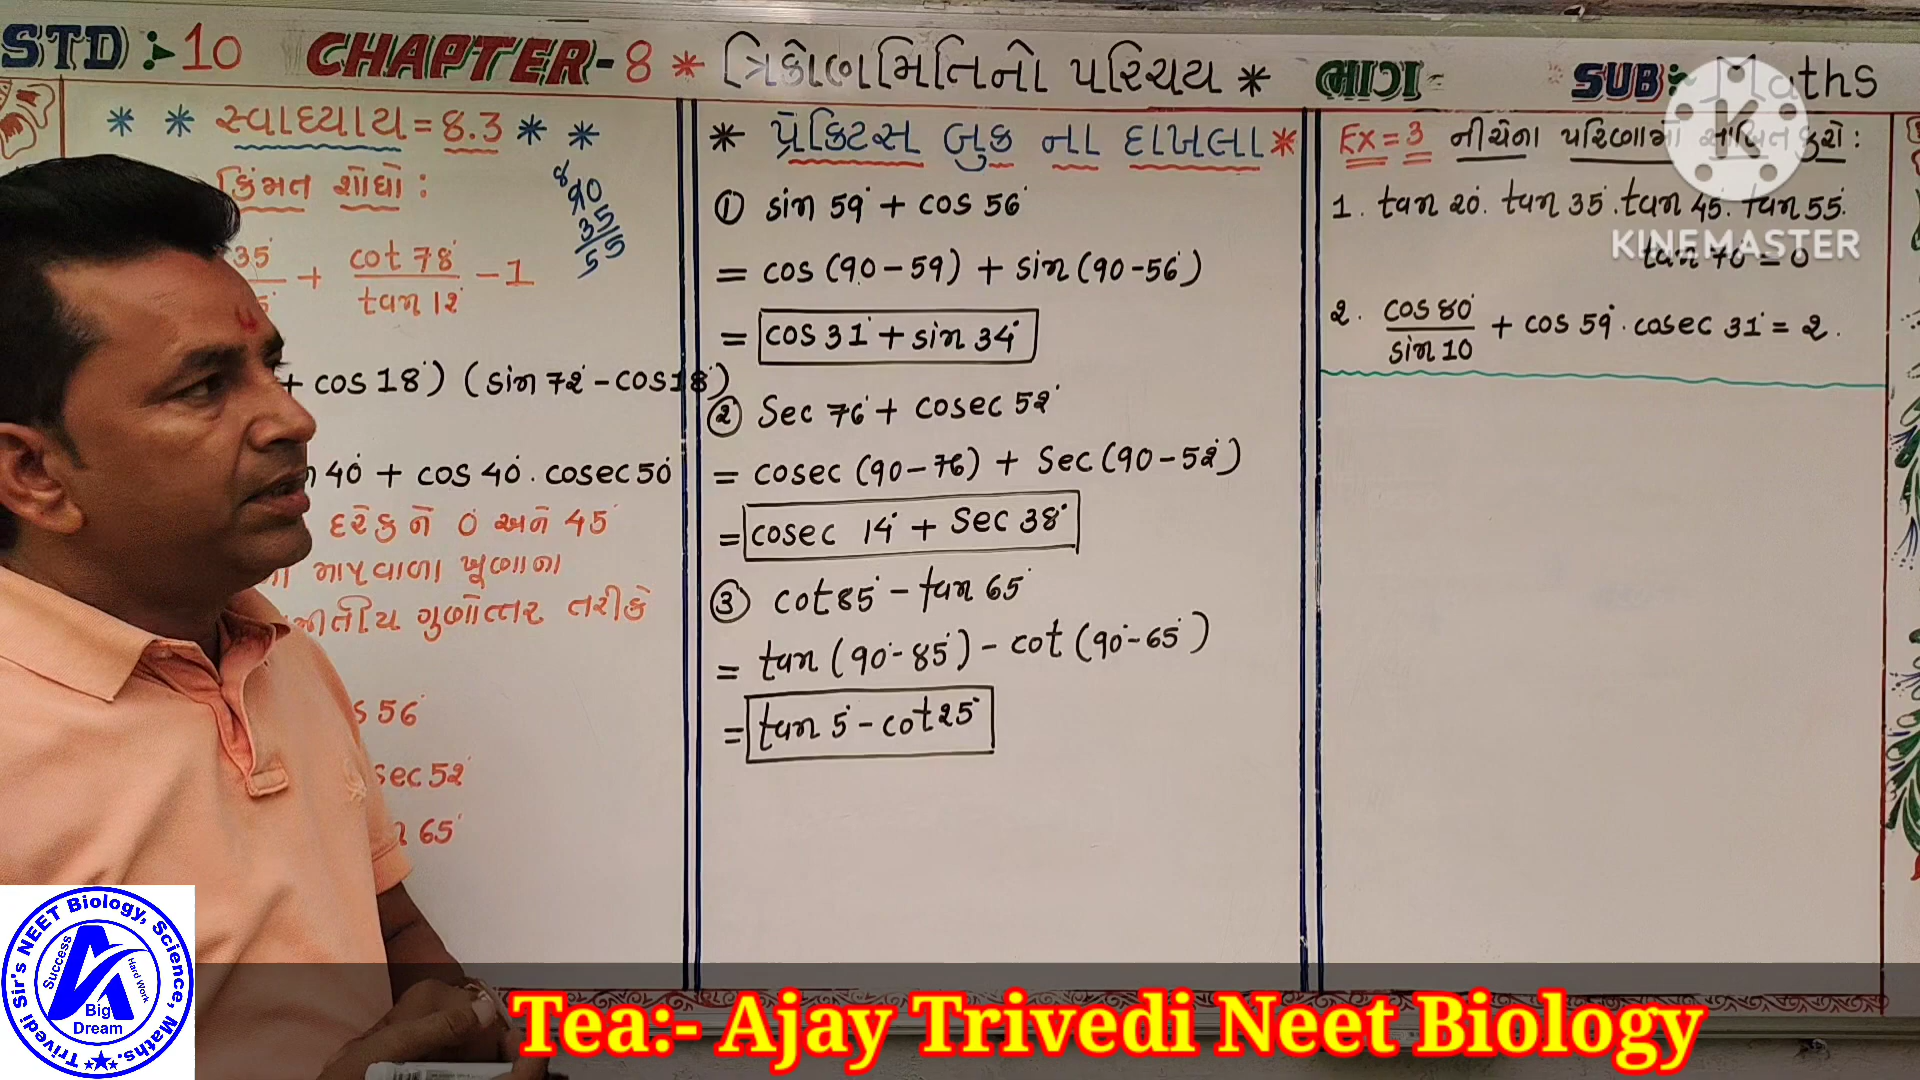 STD :- 10 CHAPTER-8 * ત્રિકોણમિતિનો પરિચય * ભાગ SUB:- Maths
* * સ્વાધ્યાય = 8.3 * *
કિંમત શોધો :
90
35
55
35 + cot 78° / tan 12° - 1
+ cos 18°) (sin 72° - cos 18°)
40° + cos 40°. cosec 50°
દરેક ને 0° અને 45°
માપવાળા ખૂણાના
ગુણોત્તર તરીકે
56°
sec 52°
65°
* પ્રેક્ટિસ બુક ના દાખલા *
① sin 59° + cos 56°
= cos (90 - 59) + sin (90 - 56°)
= cos 31° + sin 34°
② Sec 76° + cosec 52°
= cosec (90 - 76) + Sec (90 - 52°)
= cosec 14° + Sec 38°
③ cot 85° - tan 65°
= tan (90° - 85°) - cot (90° - 65°)
= tan 5° - cot 25°
Ex = 3 નીચેના પરિણામો સાબિત કરો :
1. tan 20°. tan 35°. tan 45°. tan 55°.
tan 70° = 0
૨. cos 80° / sin 10 + cos 59°. cosec 31° = ૨.
KINEMASTER
Trivedi Sir's NEET Biology, Science, Maths.
Success
Hard Work
Big
Dream
Tea:- Ajay Trivedi Neet Biology